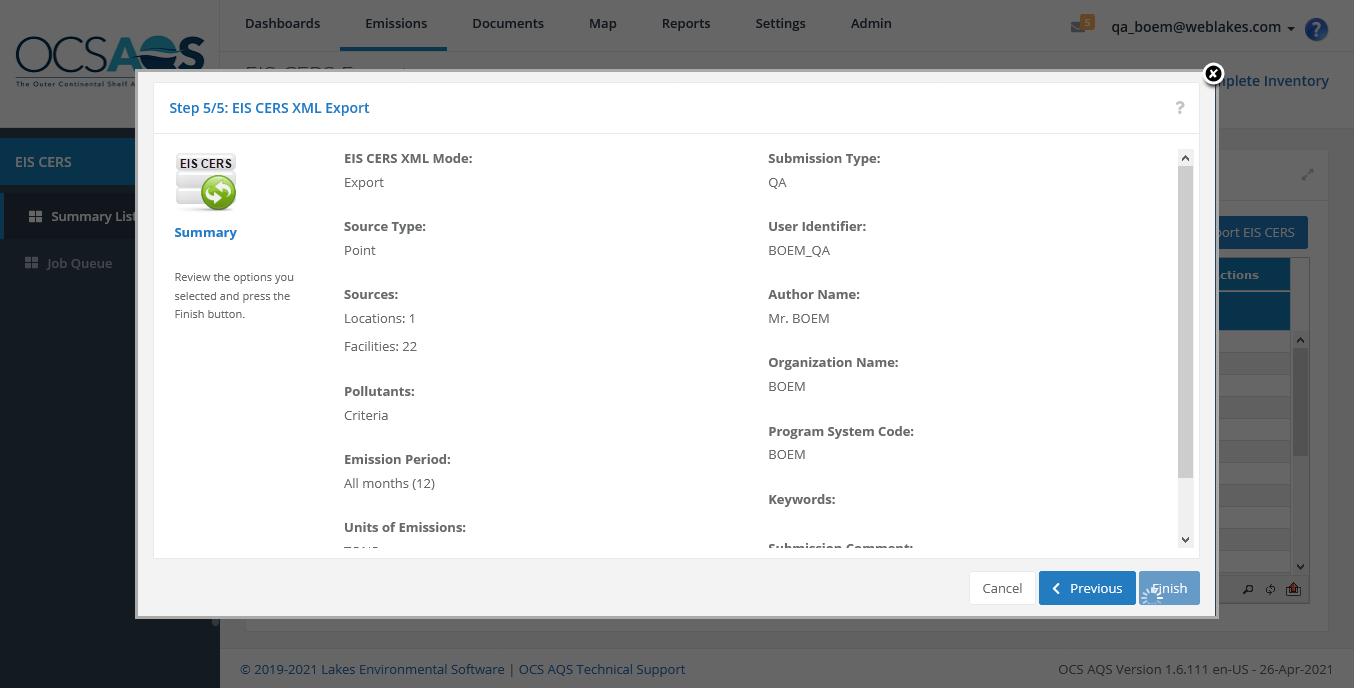 Dashboards
Emissions
Documents
Map
Reports
Settings
Admin
5
qa_boem@weblakes.com
?
OCSAQS
The Outer Continental Shelf A
plete Inventory
Step 5/5: EIS CERS XML Export
?
EIS CERS
Summary List
Job Queue
EIS CERS
Summary
Review the options you
selected and press the
Finish button.
EIS CERS XML Mode:
Export
Source Type:
Point
Sources:
Locations: 1
Facilities: 22
Pollutants:
Criteria
Emission Period:
All months (12)
Units of Emissions:
Submission Type:
QA
User Identifier:
BOEM_QA
Author Name:
Mr. BOEM
Organization Name:
BOEM
Program System Code:
BOEM
Keywords:
Submission Comment:
ort EIS CERS
ctions
Cancel
Previous
Finish
© 2019-2021 Lakes Environmental Software | OCS AQS Technical Support
OCS AQS Version 1.6.111 en-US - 26-Apr-2021